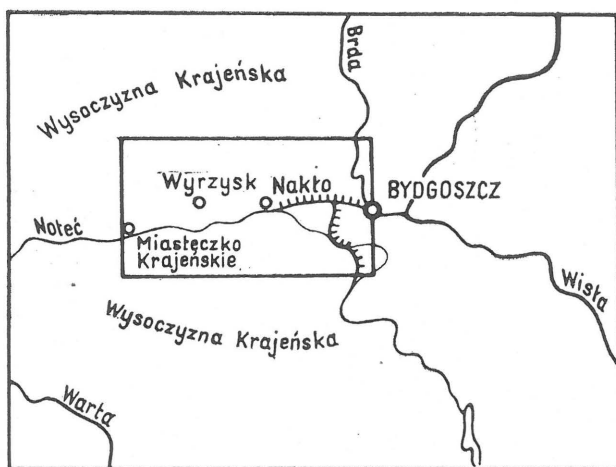 Brda
Wysoczyzna Krajeńska
Wyrzysk
Nakło
BYDGOSZCZ
Noteć
Miasteczko
Krajeńskie
Wisła
Wysoczyzna Krajeńska
Warta